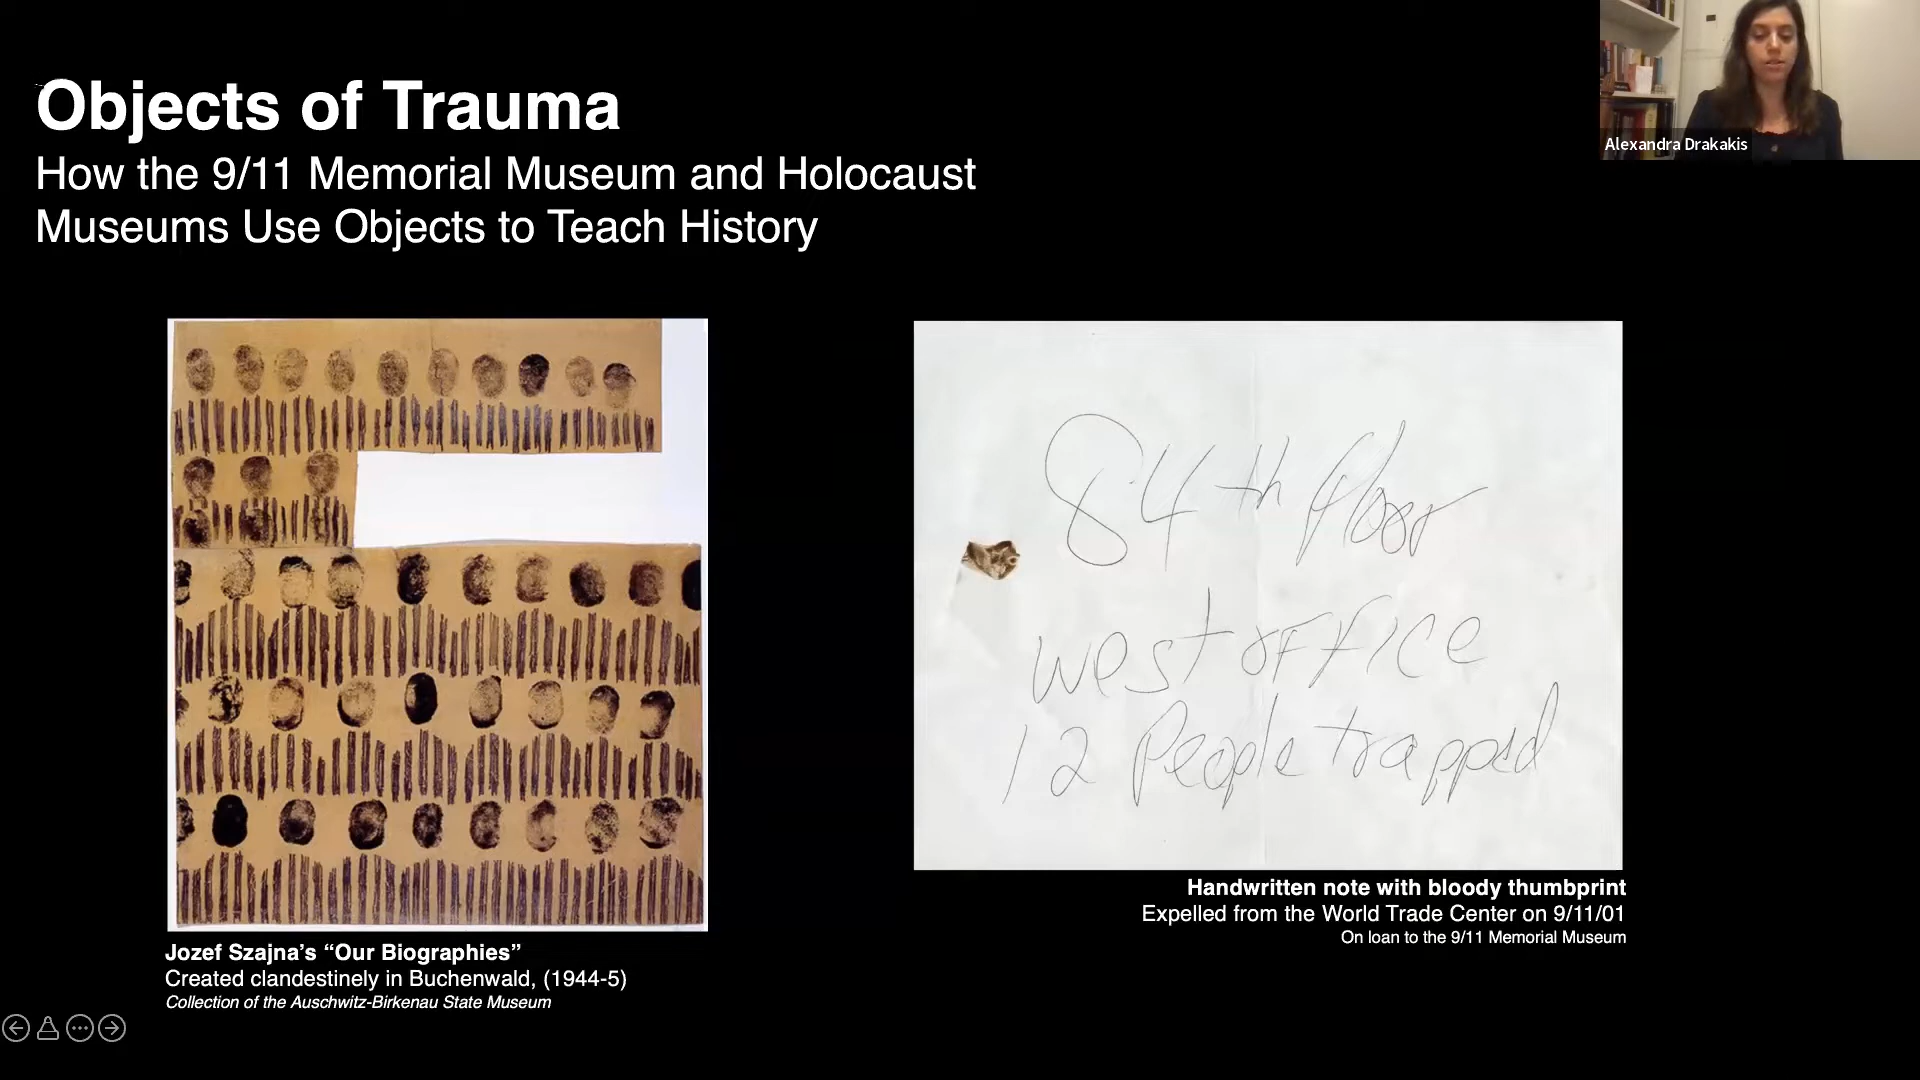 Objects of Trauma
How the 9/11 Memorial Museum and Holocaust
Museums Use Objects to Teach History
Alexandra Drakakis
84th floor
west office
12 People trapped
Handwritten note with bloody thumbprint
Expelled from the World Trade Center on 9/11/01
On loan to the 9/11 Memorial Museum
Jozef Szajna’s “Our Biographies”
Created clandestinely in Buchenwald, (1944-5)
Collection of the Auschwitz-Birkenau State Museum